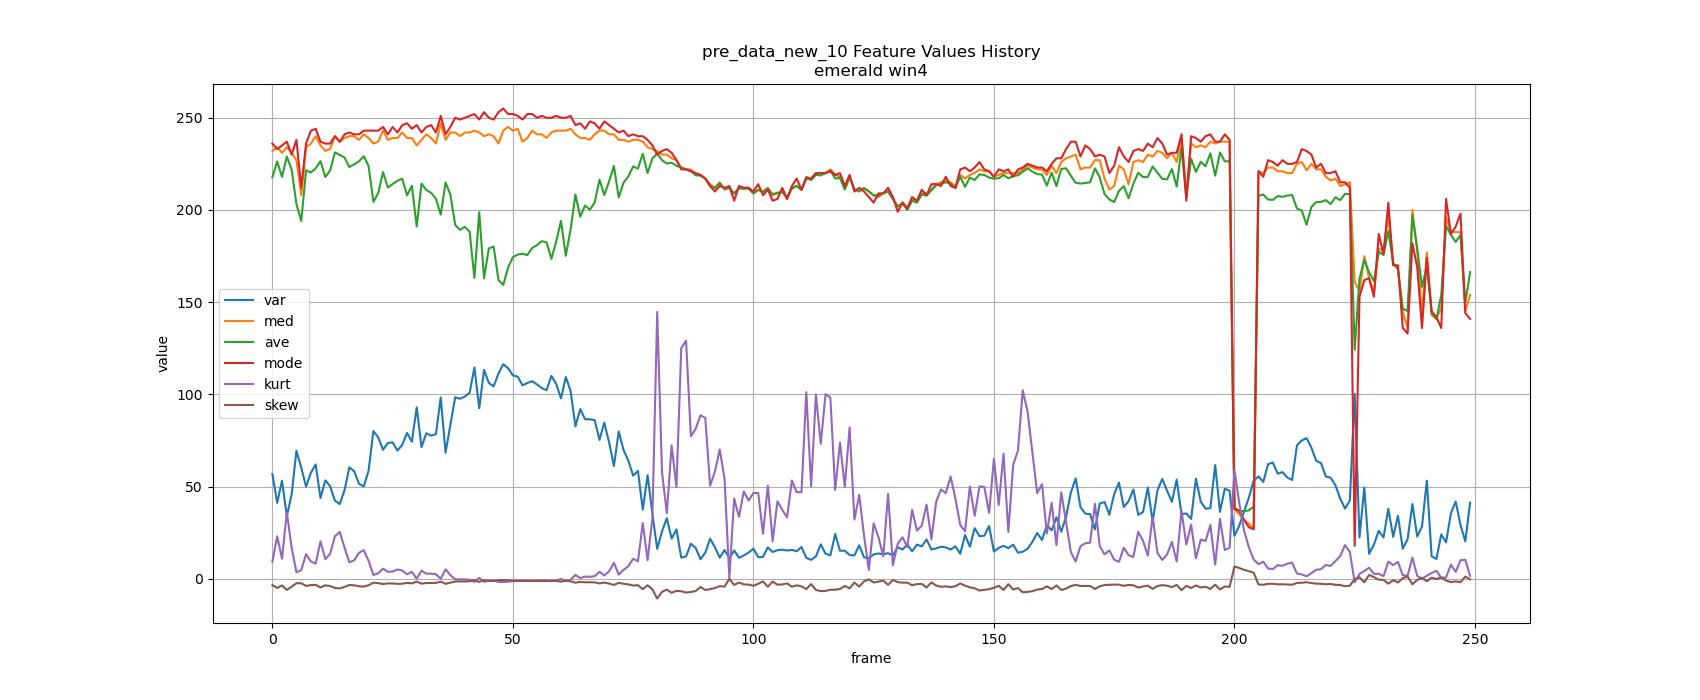 pre_data_new_10 Feature Values History
emerald win4
250
200
150
100
50
0
value
var
med
ave
mode
kurt
skew
0 50 100 150 200 250
frame